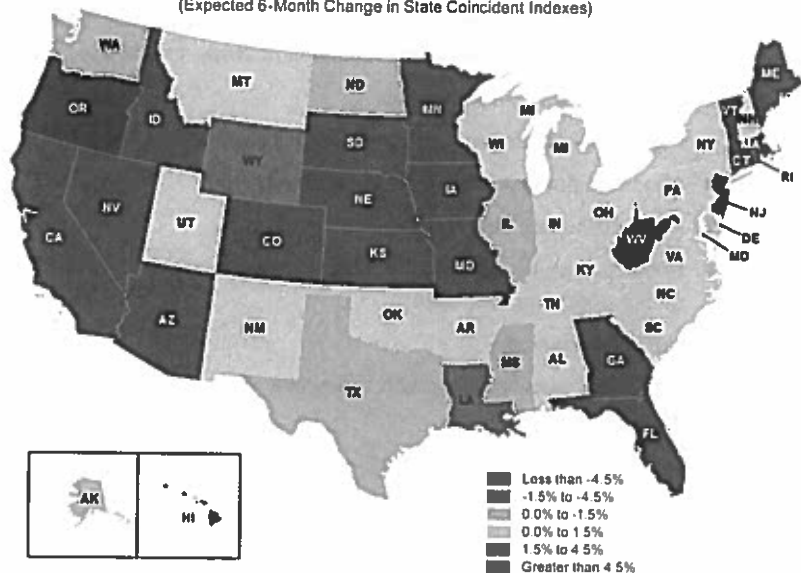 (Expected 6-Month Change in State Coincident Indexes)
WA
MT
ND
MN
ME
OR
ID
SD
WI
MI
MI
NY
VT
NH
MA
CT
RI
WY
NE
IA
PA
NJ
NV
UT
CO
IL
IN
OH
WV
DE
MD
CA
KS
MO
KY
VA
NC
AZ
NM
OK
AR
TN
SC
TX
LA
MS
AL
GA
FL
AK
HI
Loss than -4.5%
-1.5% to -4.5%
0.0% to -1.5%
0.0% to 1.5%
1.5% to 4.5%
Greater than 4.5%